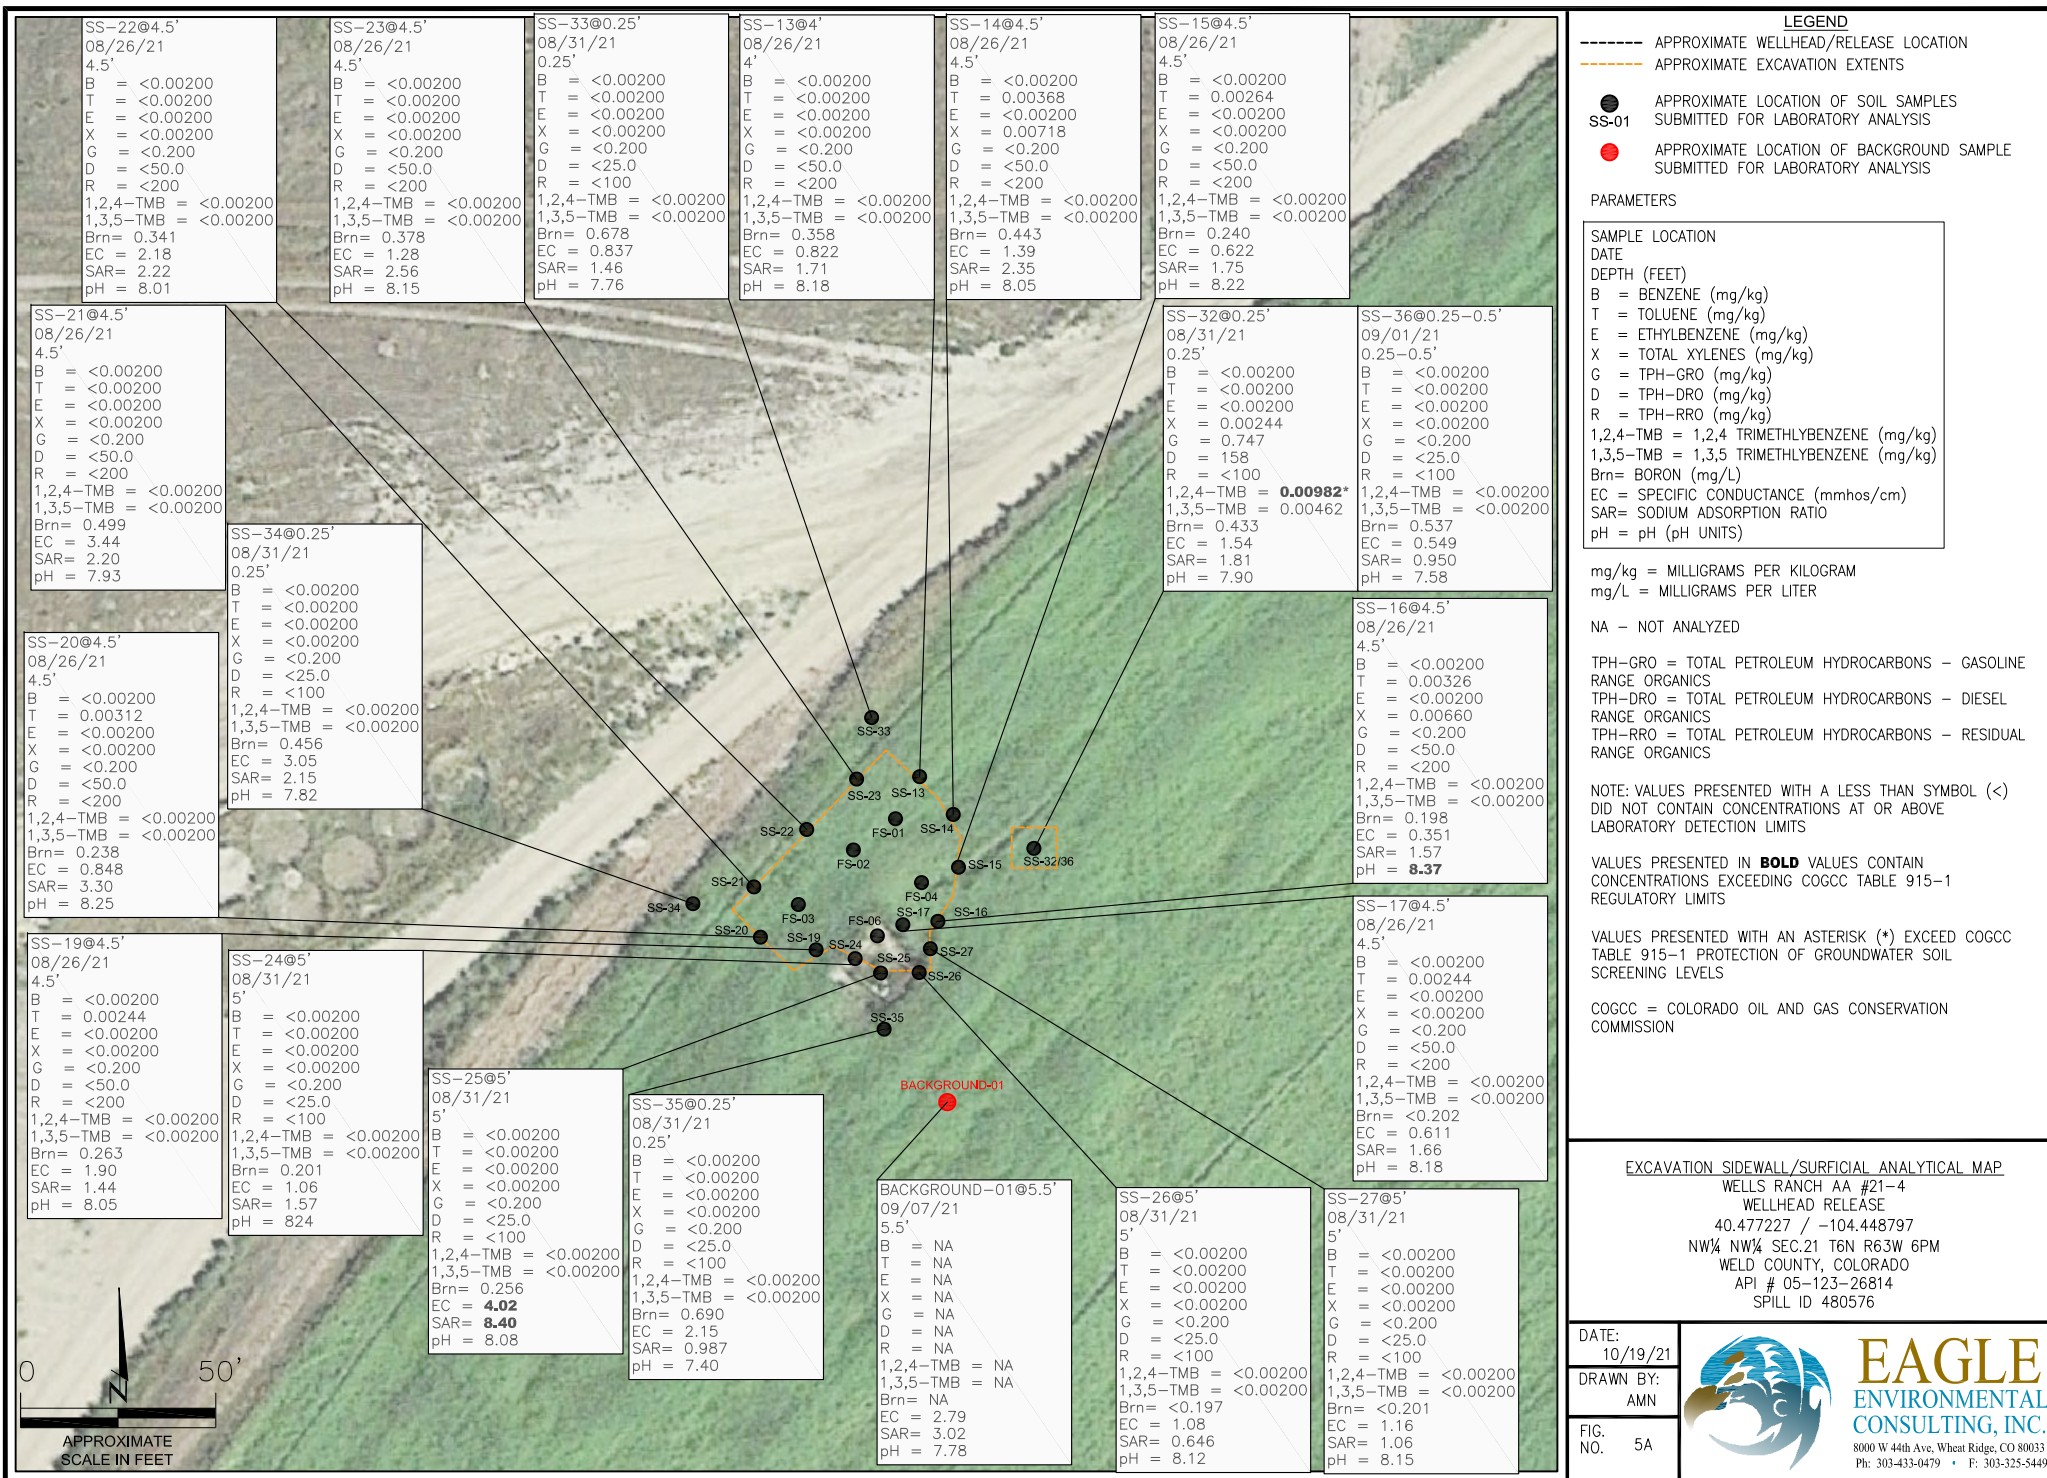 SS-22@4.5'
08/26/21
4.5'
B = <0.00200
T = <0.00200
E = <0.00200
X = <0.00200
G = <0.200
D = <50.0
R = <200
1,2,4-TMB = <0.00200
1,3,5-TMB = <0.00200
Brn= 0.341
EC = 2.18
SAR= 2.22
pH = 8.01
SS-23@4.5'
08/26/21
4.5'
B = <0.00200
T = <0.00200
E = <0.00200
X = <0.00200
G = <0.200
D = <50.0
R = <200
1,2,4-TMB = <0.00200
1,3,5-TMB = <0.00200
Brn= 0.378
EC = 1.28
SAR= 2.56
pH = 8.15
SS-33@0.25'
08/31/21
0.25'
B = <0.00200
T = <0.00200
E = <0.00200
X = <0.00200
G = <0.200
D = <25.0
R = <100
1,2,4-TMB = <0.00200
1,3,5-TMB = <0.00200
Brn= 0.678
EC = 0.837
SAR= 1.46
pH = 7.76
SS-13@4'
08/26/21
4'
B = <0.00200
T = <0.00200
E = <0.00200
X = <0.00200
G = <0.200
D = <50.0
R = <200
1,2,4-TMB = <0.00200
1,3,5-TMB = <0.00200
Brn= 0.358
EC = 0.822
SAR= 1.71
pH = 8.18
SS-14@4.5'
08/26/21
4.5'
B = <0.00200
T = 0.00368
E = <0.00200
X = 0.00718
G = <0.200
D = <50.0
R = <200
1,2,4-TMB = <0.00200
1,3,5-TMB = <0.00200
Brn= 0.443
EC = 1.39
SAR= 2.35
pH = 8.05
SS-15@4.5'
08/26/21
4.5'
B = <0.00200
T = 0.00264
E = <0.00200
X = <0.00200
G = <0.200
D = <50.0
R = <200
1,2,4-TMB = <0.00200
1,3,5-TMB = <0.00200
Brn= 0.240
EC = 0.622
SAR= 1.75
pH = 8.22
SS-21@4.5'
08/26/21
4.5'
B = <0.00200
T = <0.00200
E = <0.00200
X = <0.00200
G = <0.200
D = <50.0
R = <200
1,2,4-TMB = <0.00200
1,3,5-TMB = <0.00200
Brn= 0.499
EC = 3.44
SAR= 2.20
pH = 7.93
SS-32@0.25'
08/31/21
0.25'
B = <0.00200
T = <0.00200
E = <0.00200
X = 0.00244
G = 0.747
D = 158
R = <100
1,2,4-TMB = 0.00982*
1,3,5-TMB = 0.00462
Brn= 0.433
EC = 1.54
SAR= 1.81
pH = 7.90
SS-36@0.25-0.5'
09/01/21
0.25-0.5'
B = <0.00200
T = <0.00200
E = <0.00200
X = <0.00200
G = <0.200
D = <25.0
R = <100
1,2,4-TMB = <0.00200
1,3,5-TMB = <0.00200
Brn= 0.537
EC = 0.549
SAR= 0.950
pH = 7.58
SS-34@0.25'
08/31/21
0.25'
B = <0.00200
T = <0.00200
E = <0.00200
X = <0.00200
G = <0.200
D = <25.0
R = <100
1,2,4-TMB = <0.00200
1,3,5-TMB = <0.00200
Brn= 0.456
EC = 3.05
SAR= 2.15
pH = 7.82
SS-20@4.5'
08/26/21
4.5'
B = <0.00200
T = 0.00312
E = <0.00200
X = <0.00200
G = <0.200
D = <50.0
R = <200
1,2,4-TMB = <0.00200
1,3,5-TMB = <0.00200
Brn= 0.238
EC = 0.848
SAR= 3.30
pH = 8.25
SS-16@4.5'
08/26/21
4.5'
B = <0.00200
T = 0.00326
E = <0.00200
X = 0.00660
G = <0.200
D = <50.0
R = <200
1,2,4-TMB = <0.00200
1,3,5-TMB = <0.00200
Brn= 0.198
EC = 0.351
SAR= 1.57
pH = 8.37
SS-33
SS-23
SS-13
SS-22
FS-01
SS-14
FS-02
SS-15
SS-32/36
SS-21
FS-04
SS-34
FS-03
SS-17
SS-16
FS-06
SS-20
SS-19
SS-24
SS-25
SS-27
SS-26
SS-35
BACKGROUND-01
SS-19@4.5'
08/26/21
4.5'
B = <0.00200
T = 0.00244
E = <0.00200
X = <0.00200
G = <0.200
D = <50.0
R = <200
1,2,4-TMB = <0.00200
1,3,5-TMB = <0.00200
Brn= 0.263
EC = 1.90
SAR= 1.44
pH = 8.05
SS-24@5'
08/31/21
5'
B = <0.00200
T = <0.00200
E = <0.00200
X = <0.00200
G = <0.200
D = <25.0
R = <100
1,2,4-TMB = <0.00200
1,3,5-TMB = <0.00200
Brn= 0.201
EC = 1.06
SAR= 1.57
pH = 824
SS-17@4.5'
08/26/21
4.5'
B = <0.00200
T = 0.00244
E = <0.00200
X = <0.00200
G = <0.200
D = <50.0
R = <200
1,2,4-TMB = <0.00200
1,3,5-TMB = <0.00200
Brn= <0.202
EC = 0.611
SAR= 1.66
pH = 8.18
SS-25@5'
08/31/21
5'
B = <0.00200
T = <0.00200
E = <0.00200
X = <0.00200
G = <0.200
D = <25.0
R = <100
1,2,4-TMB = <0.00200
1,3,5-TMB = <0.00200
Brn= 0.256
EC = 4.02
SAR= 8.40
pH = 8.08
SS-35@0.25'
08/31/21
0.25'
B = <0.00200
T = <0.00200
E = <0.00200
X = <0.00200
G = <0.200
D = <25.0
R = <100
1,2,4-TMB = <0.00200
1,3,5-TMB = <0.00200
Brn= 0.690
EC = 2.15
SAR= 0.987
pH = 7.40
BACKGROUND-01@5.5'
09/07/21
5.5'
B = NA
T = NA
E = NA
X = NA
G = NA
D = NA
R = NA
1,2,4-TMB = NA
1,3,5-TMB = NA
Brn= NA
EC = 2.79
SAR= 3.02
pH = 7.78
SS-26@5'
08/31/21
5'
B = <0.00200
T = <0.00200
E = <0.00200
X = <0.00200
G = <0.200
D = <25.0
R = <100
1,2,4-TMB = <0.00200
1,3,5-TMB = <0.00200
Brn= <0.197
EC = 1.08
SAR= 0.646
pH = 8.12
SS-27@5'
08/31/21
5'
B = <0.00200
T = <0.00200
E = <0.00200
X = <0.00200
G = <0.200
D = <25.0
R = <100
1,2,4-TMB = <0.00200
1,3,5-TMB = <0.00200
Brn= <0.201
EC = 1.16
SAR= 1.06
pH = 8.15
0 50'
N
APPROXIMATE
SCALE IN FEET
LEGEND
APPROXIMATE WELLHEAD/RELEASE LOCATION
APPROXIMATE EXCAVATION EXTENTS
SS-01
APPROXIMATE LOCATION OF SOIL SAMPLES
SUBMITTED FOR LABORATORY ANALYSIS
APPROXIMATE LOCATION OF BACKGROUND SAMPLE
SUBMITTED FOR LABORATORY ANALYSIS
PARAMETERS
SAMPLE LOCATION
DATE
DEPTH (FEET)
B = BENZENE (mg/kg)
T = TOLUENE (mg/kg)
E = ETHYLBENZENE (mg/kg)
X = TOTAL XYLENES (mg/kg)
G = TPH-GRO (mg/kg)
D = TPH-DRO (mg/kg)
R = TPH-RRO (mg/kg)
1,2,4-TMB = 1,2,4 TRIMETHLYBENZENE (mg/kg)
1,3,5-TMB = 1,3,5 TRIMETHLYBENZENE (mg/kg)
Brn= BORON (mg/L)
EC = SPECIFIC CONDUCTANCE (mmhos/cm)
SAR= SODIUM ADSORPTION RATIO
pH = pH (pH UNITS)
mg/kg = MILLIGRAMS PER KILOGRAM
mg/L = MILLIGRAMS PER LITER
NA - NOT ANALYZED
TPH-GRO = TOTAL PETROLEUM HYDROCARBONS - GASOLINE
RANGE ORGANICS
TPH-DRO = TOTAL PETROLEUM HYDROCARBONS - DIESEL
RANGE ORGANICS
TPH-RRO = TOTAL PETROLEUM HYDROCARBONS - RESIDUAL
RANGE ORGANICS
NOTE: VALUES PRESENTED WITH A LESS THAN SYMBOL (<)
DID NOT CONTAIN CONCENTRATIONS AT OR ABOVE
LABORATORY DETECTION LIMITS
VALUES PRESENTED IN BOLD VALUES CONTAIN
CONCENTRATIONS EXCEEDING COGCC TABLE 915-1
REGULATORY LIMITS
VALUES PRESENTED WITH AN ASTERISK (*) EXCEED COGCC
TABLE 915-1 PROTECTION OF GROUNDWATER SOIL
SCREENING LEVELS
COGCC = COLORADO OIL AND GAS CONSERVATION
COMMISSION
EXCAVATION SIDEWALL/SURFICIAL ANALYTICAL MAP
WELLS RANCH AA #21-4
WELLHEAD RELEASE
40.477227 / -104.448797
NW¼ NW¼ SEC.21 T6N R63W 6PM
WELD COUNTY, COLORADO
API # 05-123-26814
SPILL ID 480576
DATE:
10/19/21
DRAWN BY:
AMN
FIG.
NO. 5A
EAGLE
ENVIRONMENTAL
CONSULTING, INC.
8000 W 44th Ave, Wheat Ridge, CO 80033
Ph: 303-433-0479 • F: 303-325-5449